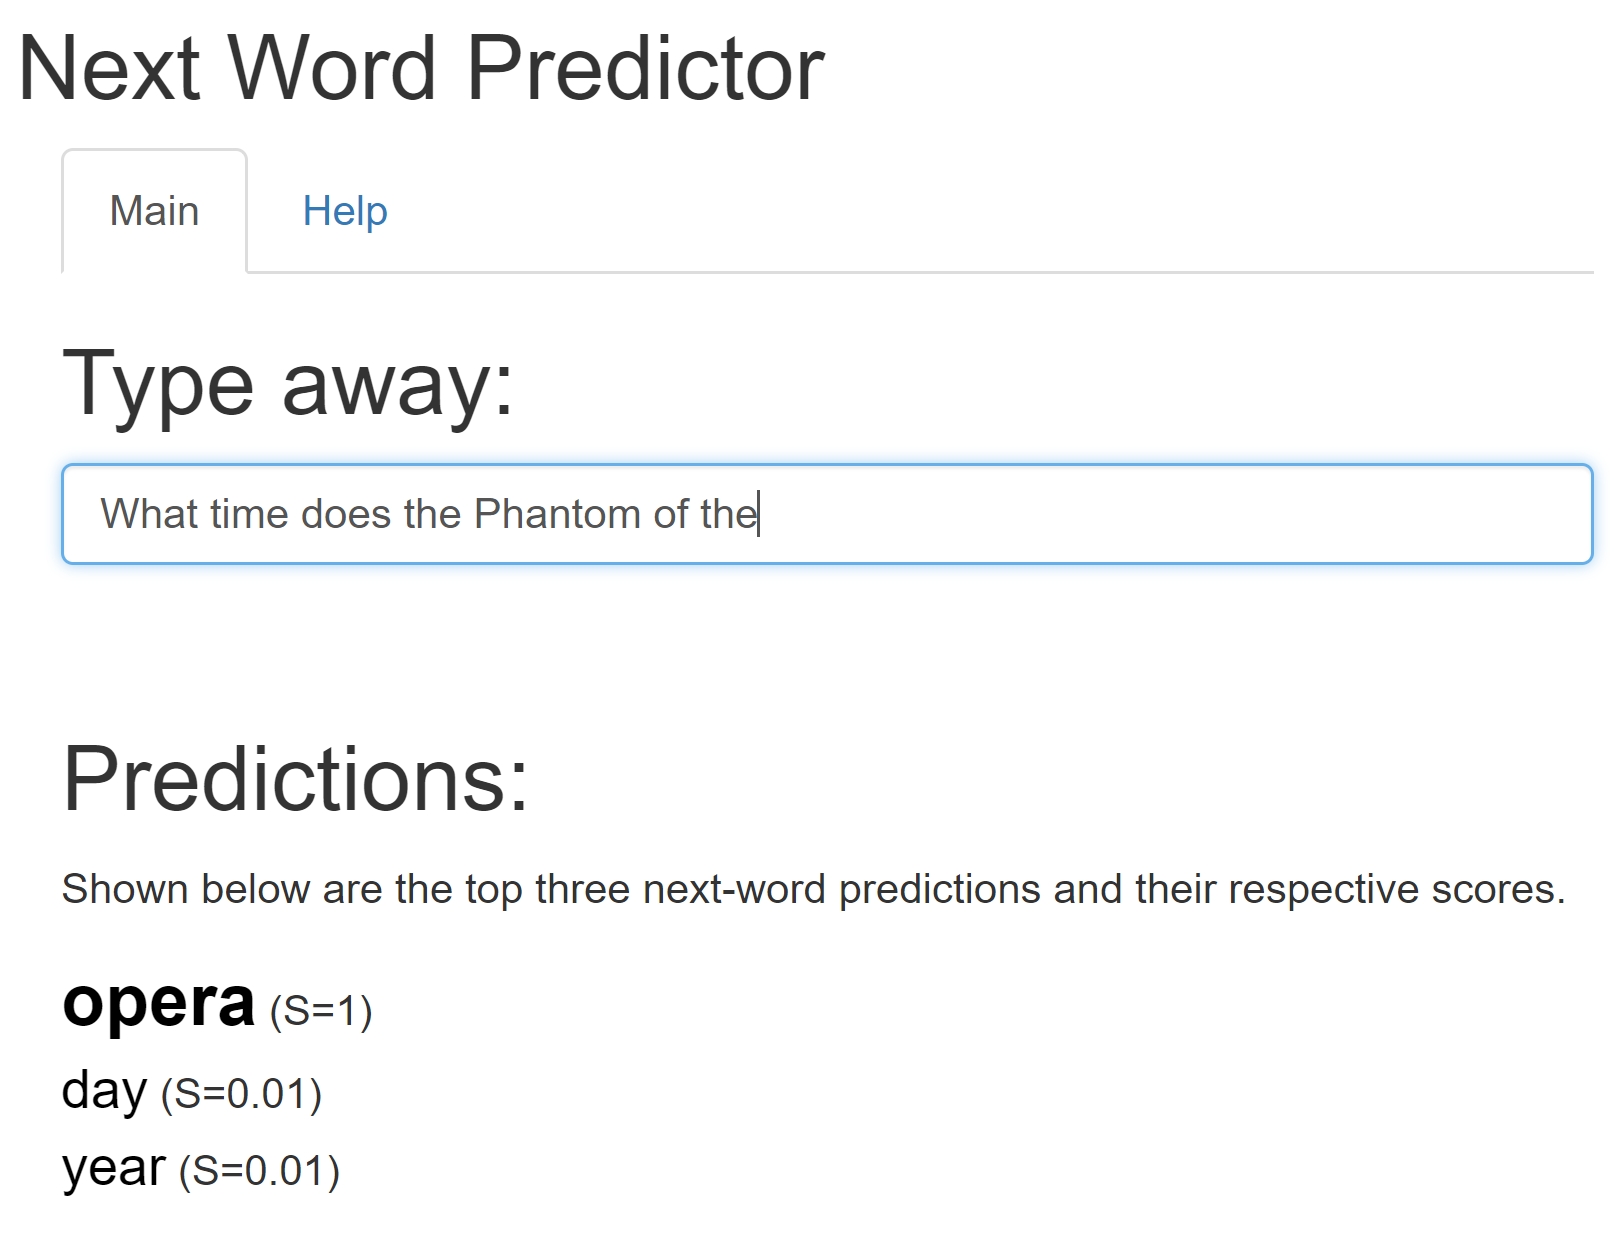 Next Word Predictor
Main Help
Type away:
What time does the Phantom of the
Predictions:
Shown below are the top three next-word predictions and their respective scores.
opera (S=1)
day (S=0.01)
year (S=0.01)